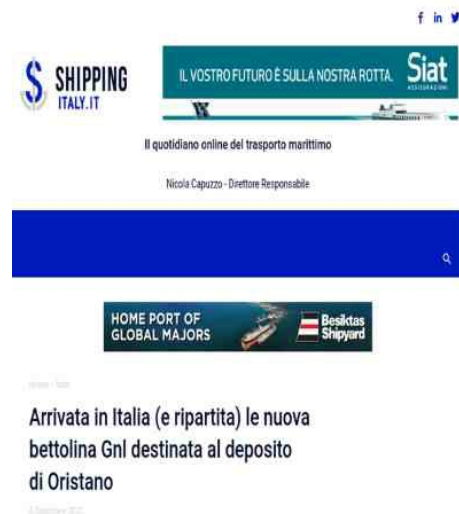 f in
SHIPPING
ITALY.IT
IL VOSTRO FUTURO È SULLA NOSTRA ROTTA.
Siat
ASSICURAZIONI
Il quotidiano online del trasporto marittimo
Nicola Capuzzo - Direttore Responsabile
HOME PORT OF
GLOBAL MAJORS
Besiktas
Shipyard
Arrivata in Italia (e ripartita) le nuova
bettolina Gnl destinata al deposito
di Oristano